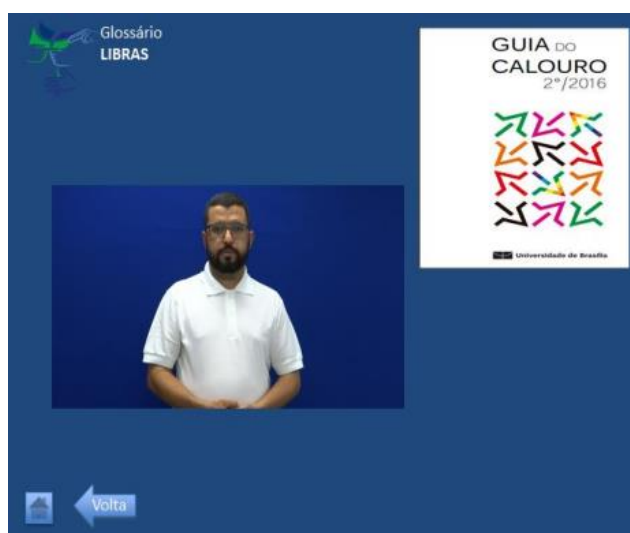 Glossário
LIBRAS
GUIA DO
CALOURO
2°/2016
Universidade de Brasília
Volta